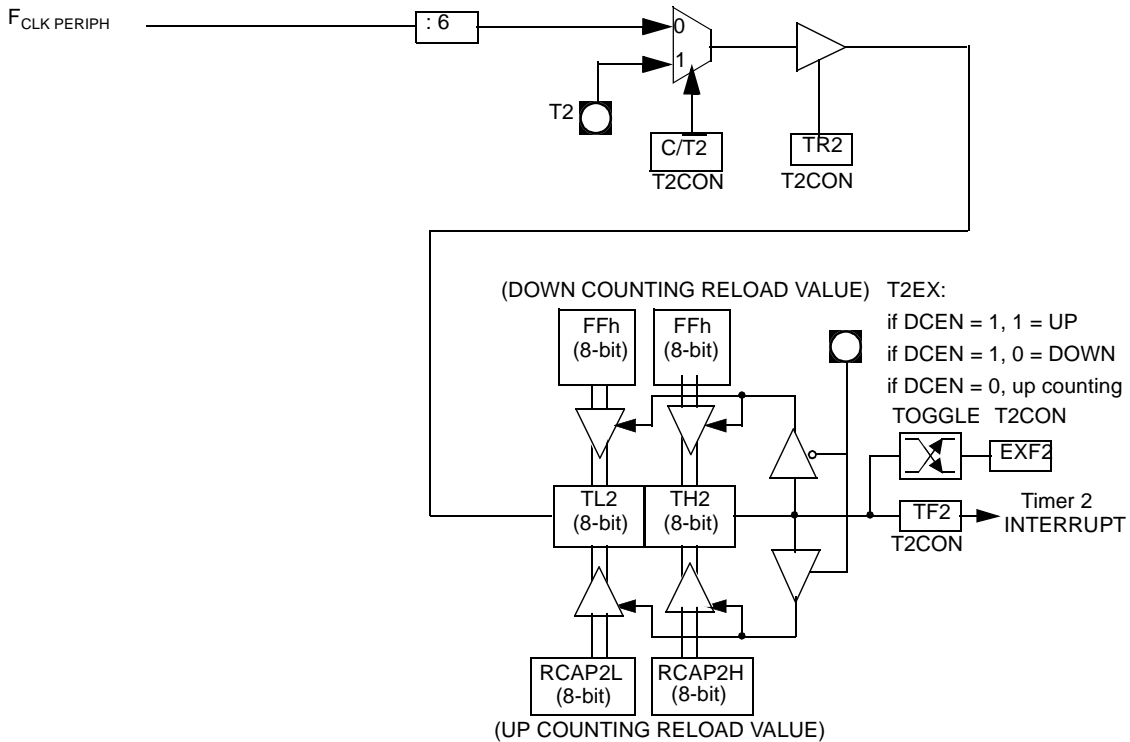 FCLK PERIPH
: 6
0
1
T2
C/T2
TR2
T2CON
T2CON
(DOWN COUNTING RELOAD VALUE)
T2EX:
if DCEN = 1, 1 = UP
if DCEN = 1, 0 = DOWN
if DCEN = 0, up counting
FFh
(8-bit)
FFh
(8-bit)
TOGGLE
T2CON
EXF2
TL2
(8-bit)
TH2
(8-bit)
TF2
T2CON
Timer 2
INTERRUPT
RCAP2L
(8-bit)
RCAP2H
(8-bit)
(UP COUNTING RELOAD VALUE)